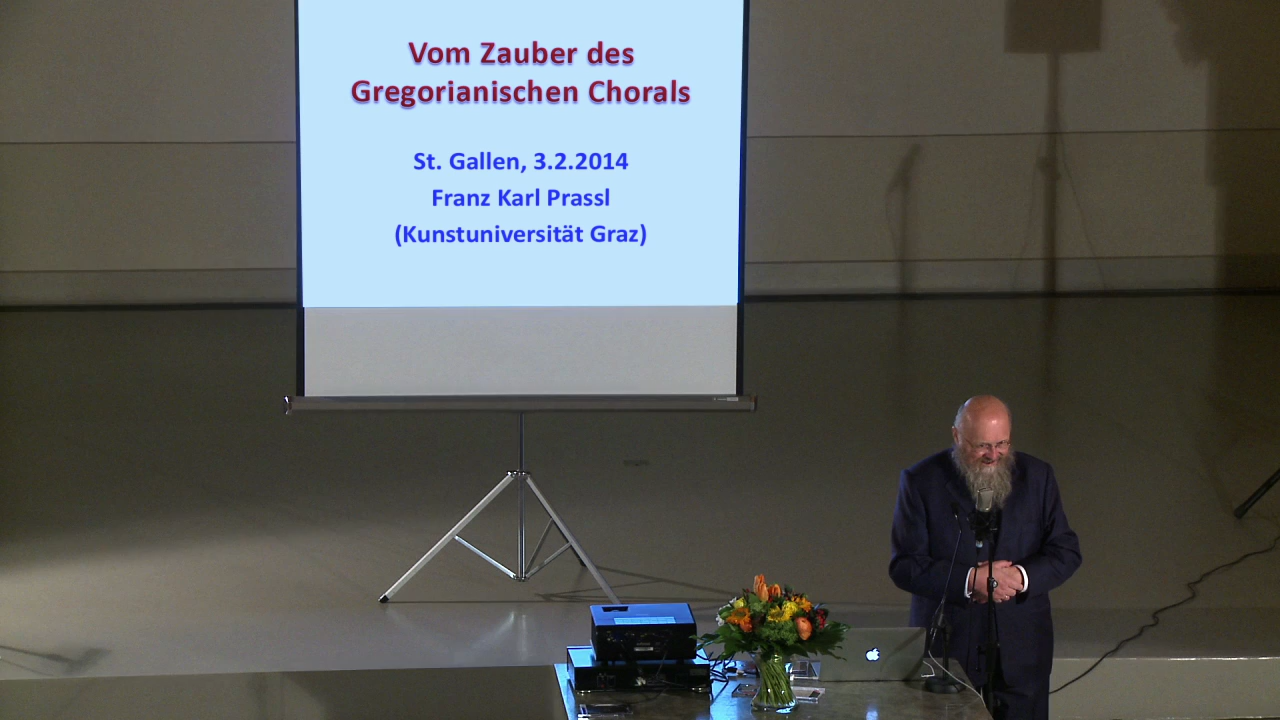 Vom Zauber des
Gregorianischen Chorals
St. Gallen, 3.2.2014
Franz Karl Prassl
(Kunstuniversität Graz)